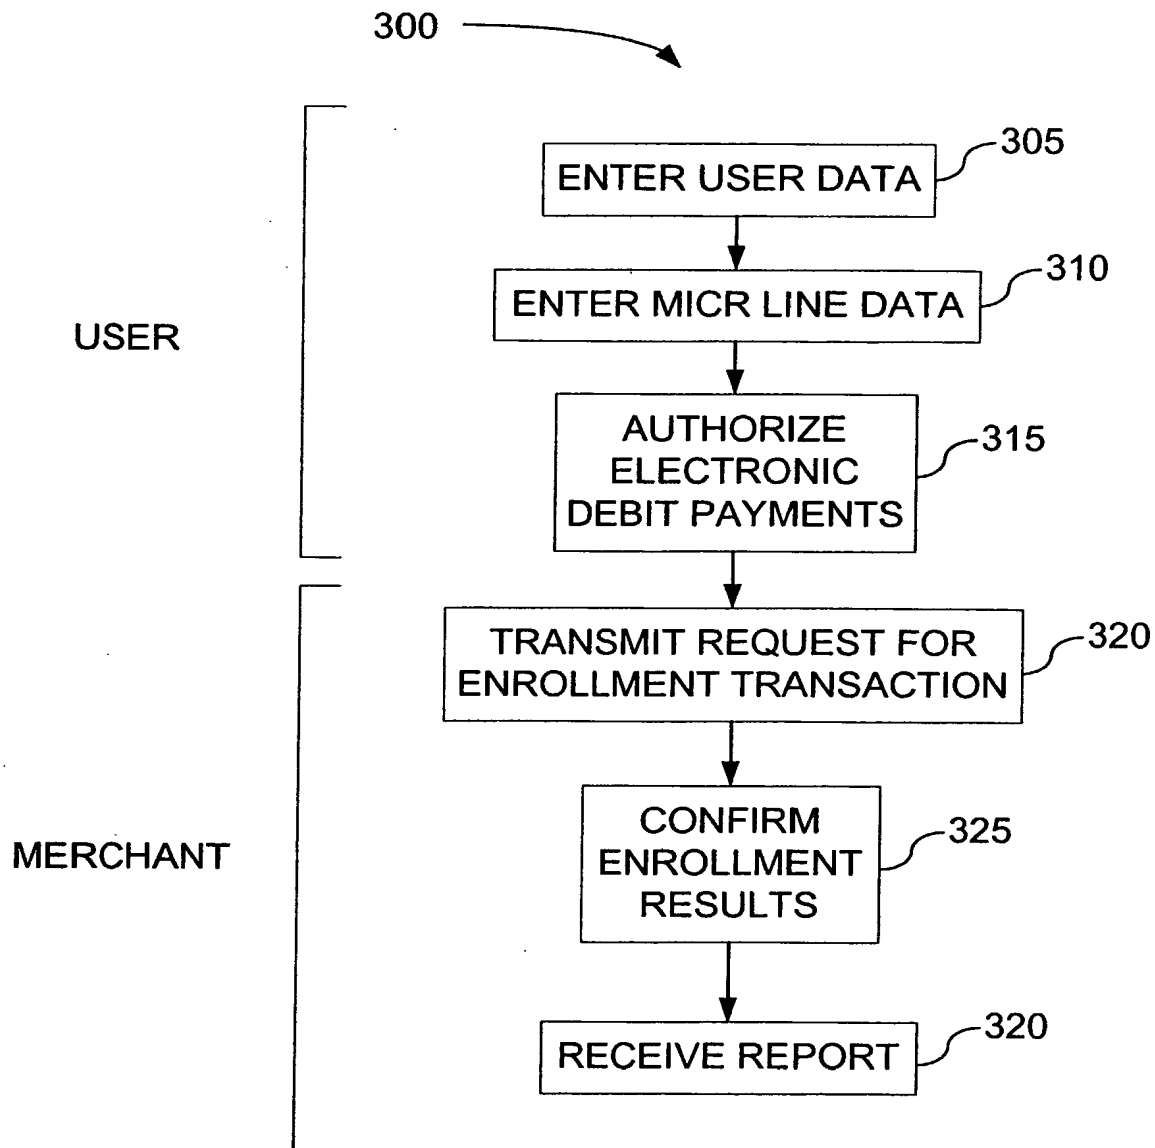 300
305
ENTER USER DATA
310
ENTER MICR LINE DATA
USER
AUTHORIZE
ELECTRONIC
DEBIT PAYMENTS
315
TRANSMIT REQUEST FOR
ENROLLMENT TRANSACTION
320
MERCHANT
CONFIRM
ENROLLMENT
RESULTS
325
RECEIVE REPORT
320